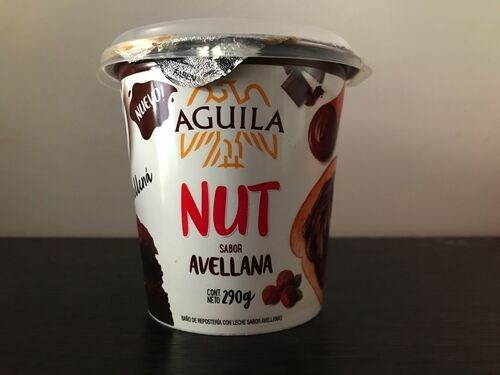 ¡NUEVO!
AGUILA
NUT
SABOR
AVELLANA
CONT.
NETO 290g
BAÑO DE REPOSTERÍA CON LECHE SABOR AVELLANAS